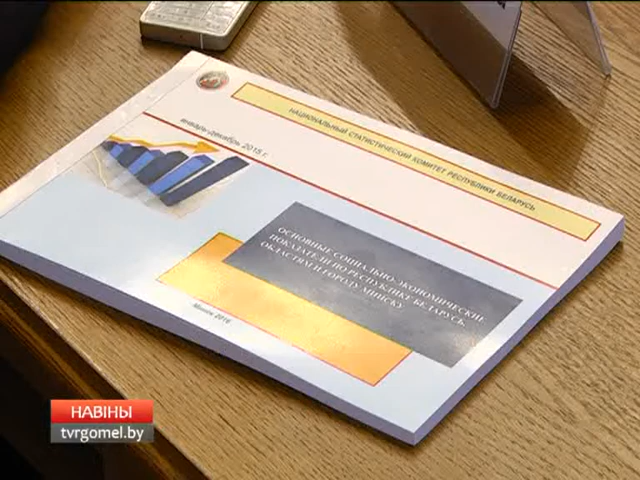 НАЦИОНАЛЬНЫЙ СТАТИСТИЧЕСКИЙ КОМИТЕТ РЕСПУБЛИКИ БЕЛАРУСЬ
январь-декабрь 2015 г.
ОСНОВНЫЕ СОЦИАЛЬНО-ЭКОНОМИЧЕСКИЕ
ПОКАЗАТЕЛИ ПО РЕСПУБЛИКЕ БЕЛАРУСЬ,
ОБЛАСТЯМ И ГОРОДУ МИНСКУ
Минск 2016
НАВІНЫ
tvrgomel.by